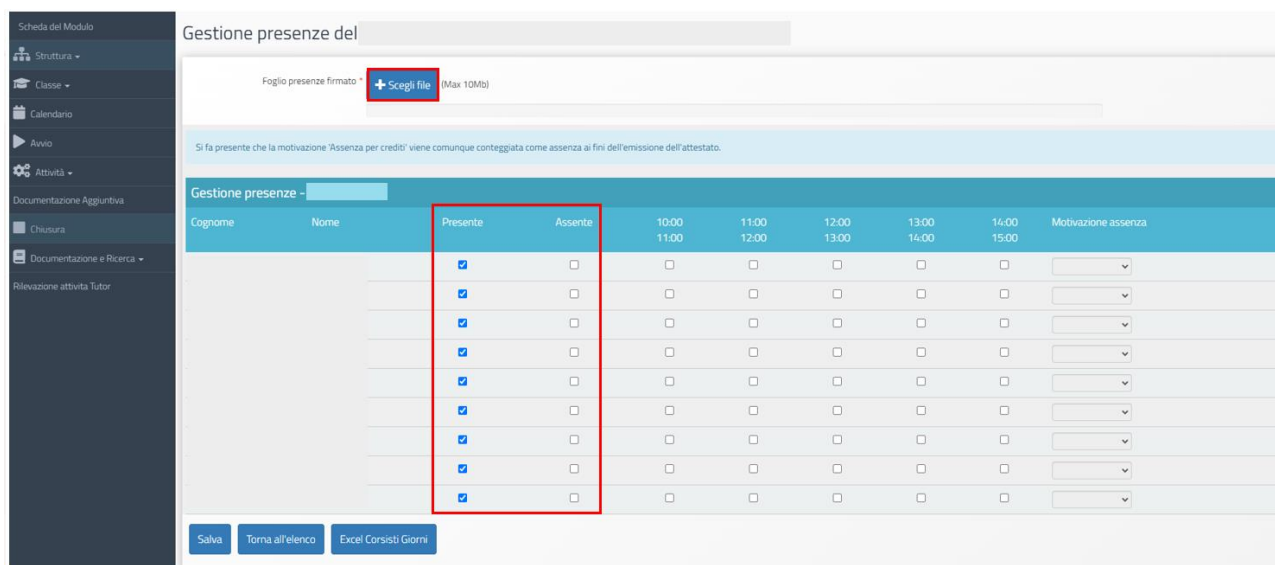 Scheda del Modulo
Struttura
Classe
Calendario
Avvio
Attività
Documentazione Aggiuntiva
Chiusura
Documentazione e Ricerca
Rilevazione attivita Tutor
Gestione presenze del
Foglio presenze firmato * + Scegli file (Max 10Mb)
Si fa presente che la motivazione 'Assenza per crediti' viene comunque conteggiata come assenza ai fini dell'emissione dell'attestato.
Gestione presenze -
Cognome Nome Presente Assente 10:00 11:00 12:00 13:00 14:00 Motivazione assenza
11:00 12:00 13:00 14:00 15:00
Salva Torna all'elenco Excel Corsisti Giorni